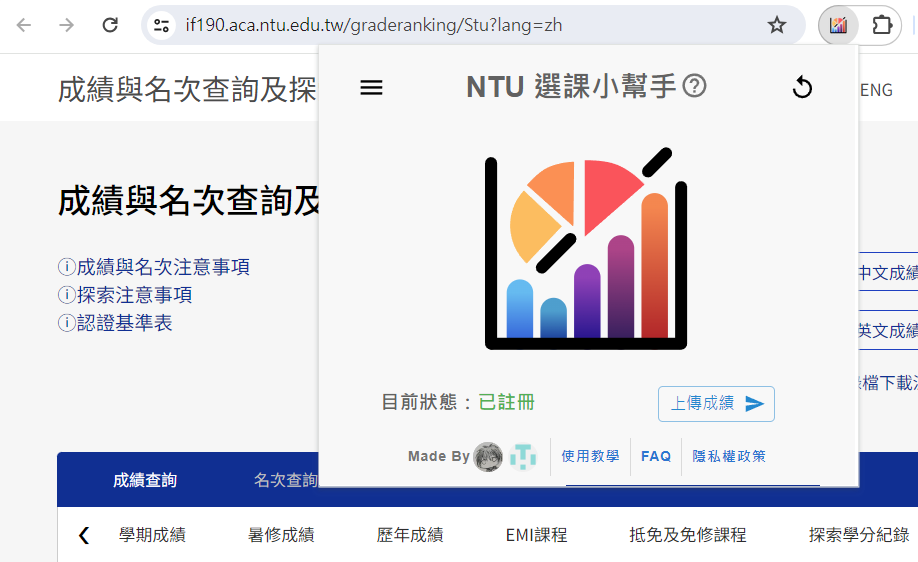 if190.aca.ntu.edu.tw/graderanking/Stu?lang=zh
成績與名次查詢及探
NTU 選課小幫手
ENG
成績與名次查詢及
成績與名次注意事項
探索注意事項
認證基準表
中文成績
英文成績
檔下載
目前狀態：已註冊
上傳成績
Made By
使用教學
FAQ
隱私權政策
成績查詢
名次查詢
學期成績
暑修成績
歷年成績
EMI課程
抵免及免修課程
探索學分紀錄